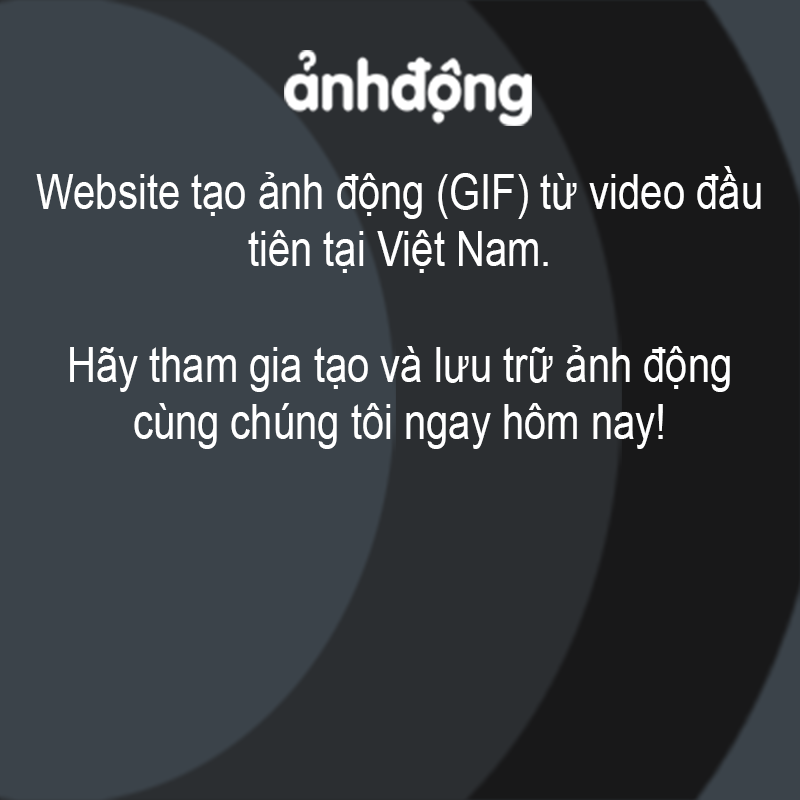 ảnhđộng
Website tạo ảnh động (GIF) từ video đầu
tiên tại Việt Nam.
Hãy tham gia tạo và lưu trữ ảnh động
cùng chúng tôi ngay hôm nay!